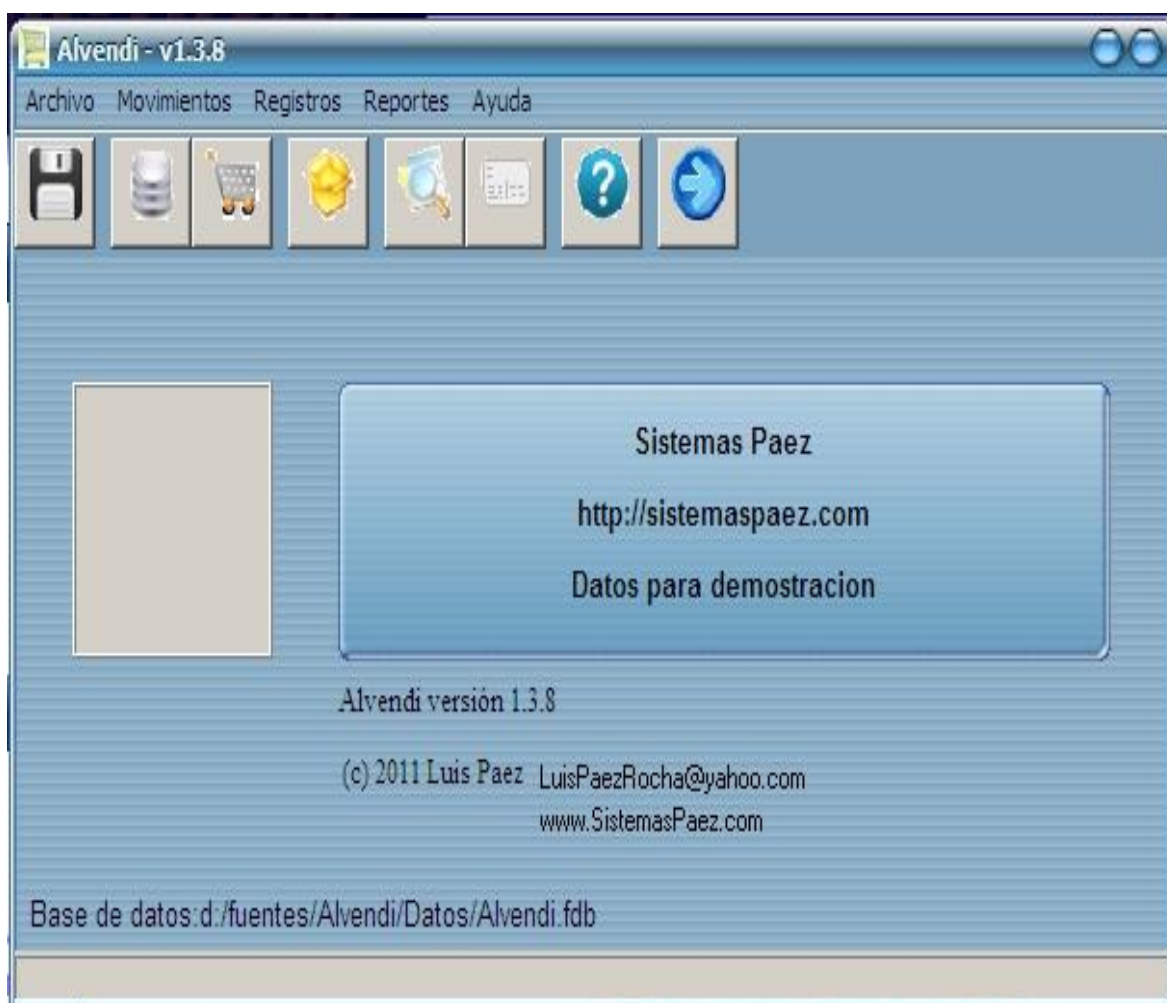 Alvendi - v1.3.8
Archivo Movimientos Registros Reportes Ayuda
Sistemas Paez
http://sistemaspaez.com
Datos para demostracion
Alvendi versión 1.3.8
(c) 2011 Luis Paez LuisPaezRocha@yahoo.com
www.SistemasPaez.com
Base de datos:d:/fuentes/Alvendi/Datos/Alvendi.fdb